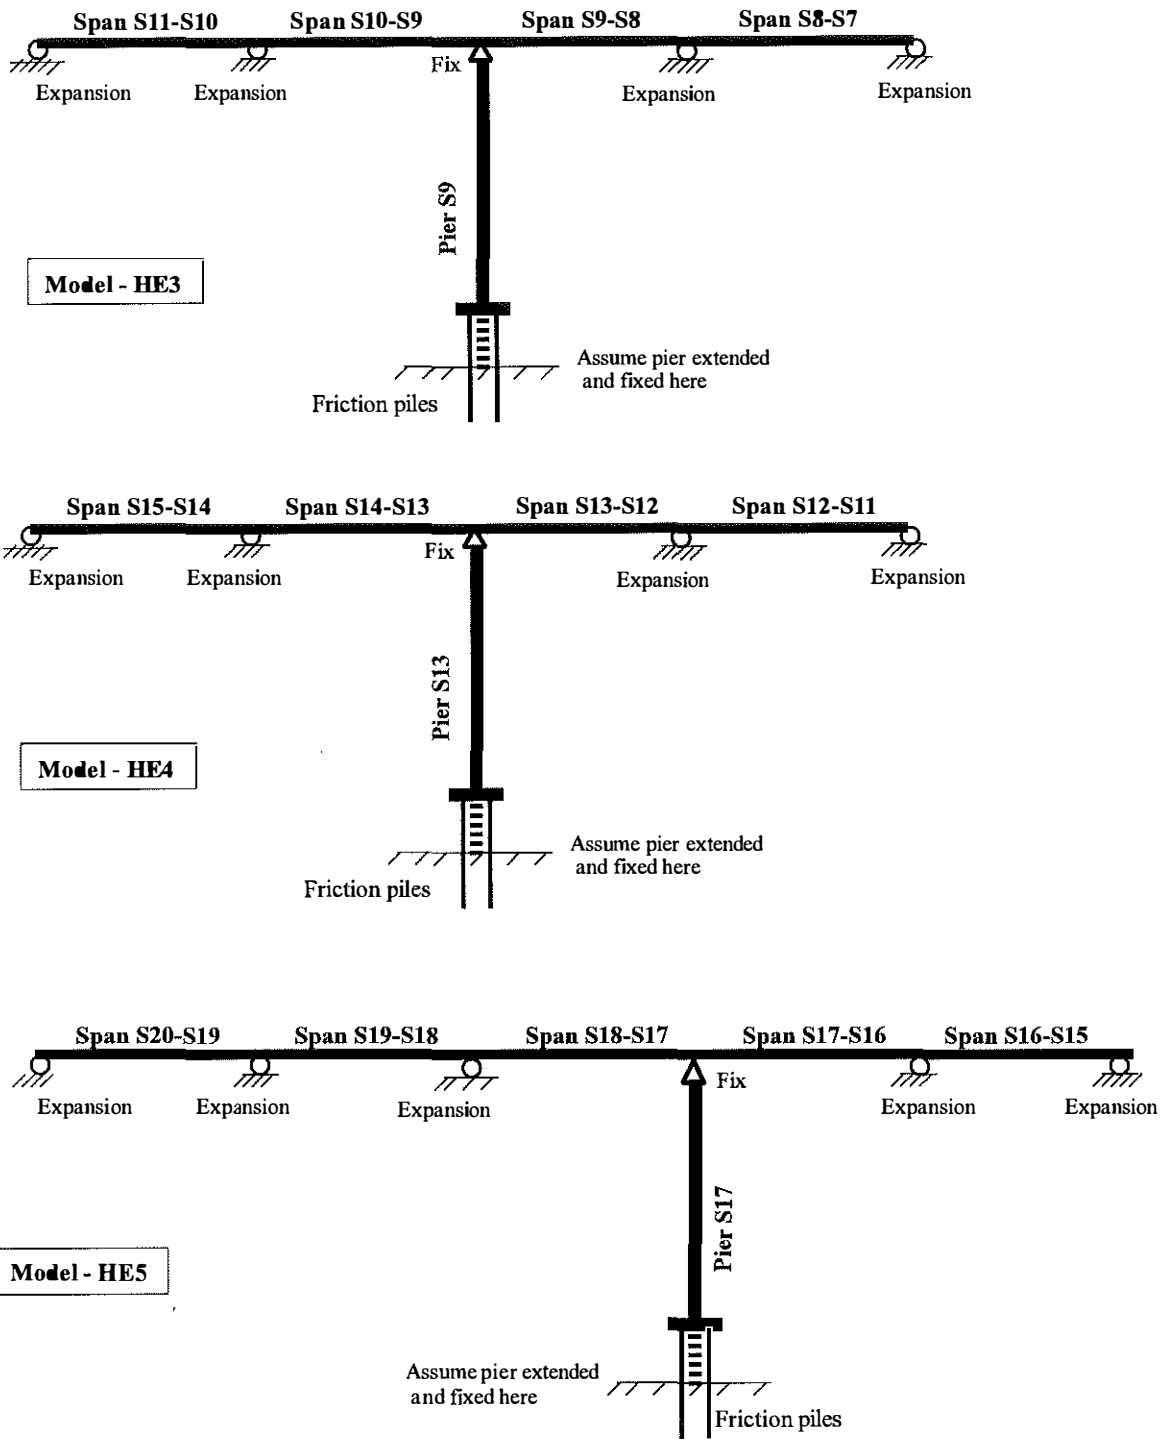 Span S11-S10 Span S10-S9 Span S9-S8 Span S8-S7
Fix
Expansion Expansion Expansion Expansion
Pier S9
Model - HE3
Assume pier extended
and fixed here
Friction piles
Span S15-S14 Span S14-S13 Span S13-S12 Span S12-S11
Fix
Expansion Expansion Expansion Expansion
Pier S13
Model - HE4
Assume pier extended
and fixed here
Friction piles
Span S20-S19 Span S19-S18 Span S18-S17 Span S17-S16 Span S16-S15
Fix
Expansion Expansion Expansion Expansion Expansion
Pier S17
Model - HE5
Assume pier extended
and fixed here
Friction piles